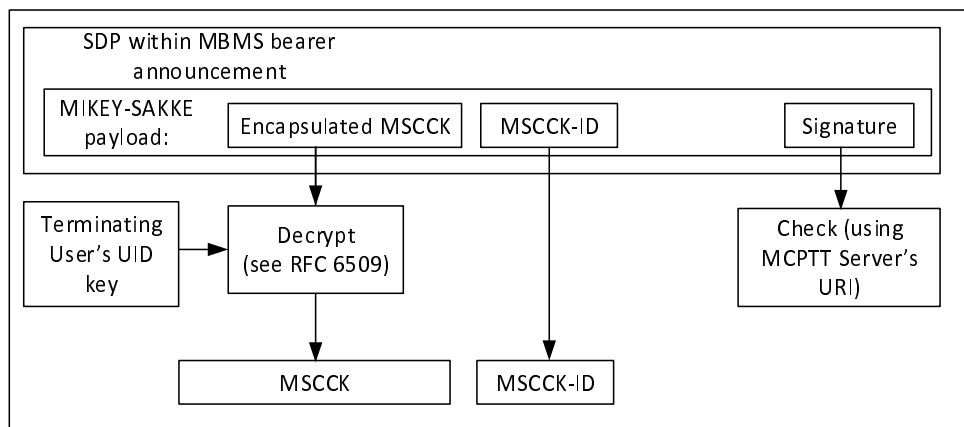 SDP within MBMS bearer
announcement
MIKEY-SAKKE
payload:
Encapsulated MSCCK
MSCCK-ID
Signature
Terminating
User's UID
key
Decrypt
(see RFC 6509)
Check (using
MCPTT Server's
URI)
MSCCK
MSCCK-ID